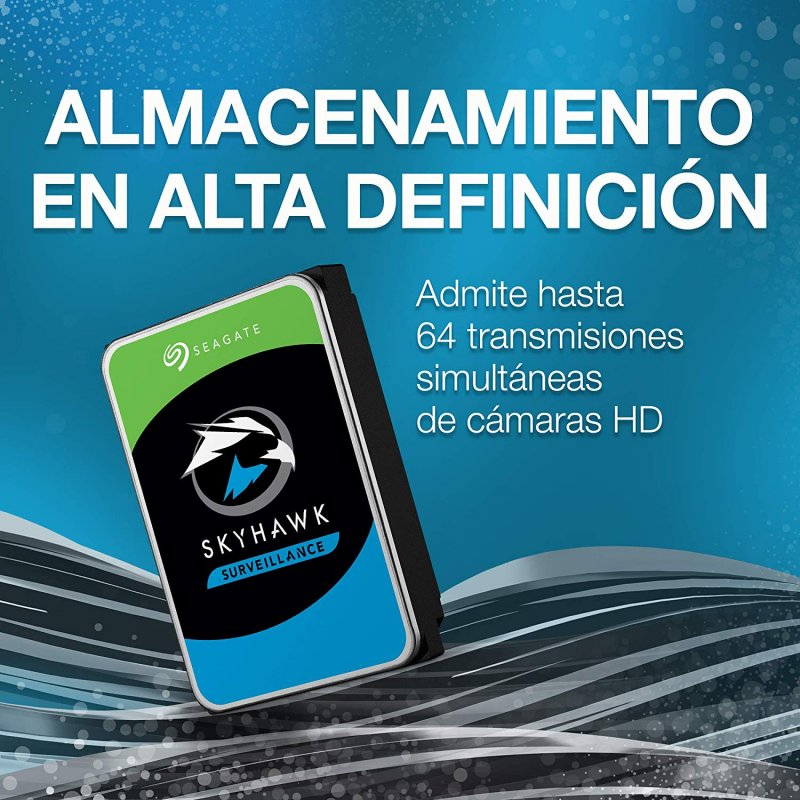 ALMACENAMIENTO
EN ALTA DEFINICIÓN
Admite hasta
64 transmisiones
simultáneas
de cámaras HD
SEAGATE
SKYHAWK
SURVEILLANCE